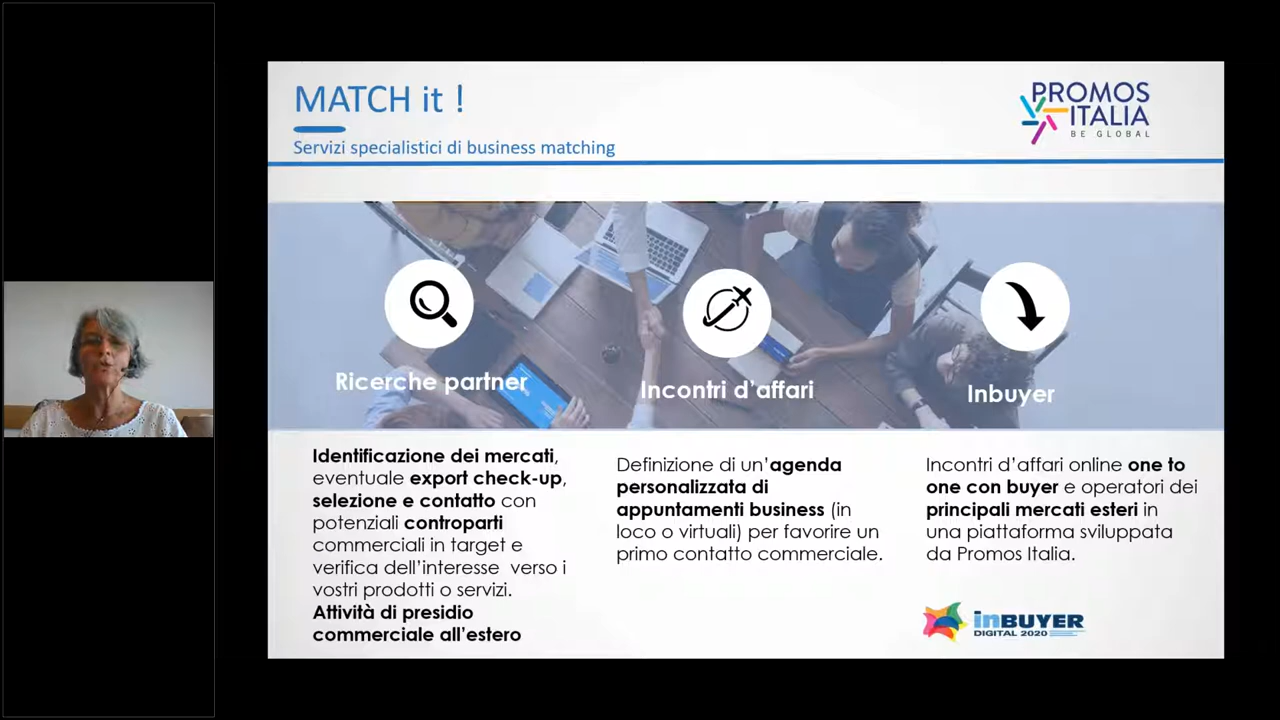 MATCH it !
Servizi specialistici di business matching
PROMOS
ITALIA
BE GLOBAL
Ricerche partner
Incontri d'affari
Inbuyer
Identificazione dei mercati,
eventuale export check-up,
selezione e contatto con
potenziali controparti
commerciali in target e
verifica dell'interesse verso i
vostri prodotti o servizi.
Attività di presidio
commerciale all'estero
Definizione di un'agenda
personalizzata di
appuntamenti business (in
loco o virtuali) per favorire un
primo contatto commerciale.
Incontri d'affari online one to
one con buyer e operatori dei
principali mercati esteri in
una piattaforma sviluppata
da Promos Italia.
inBUYER
DIGITAL 2020